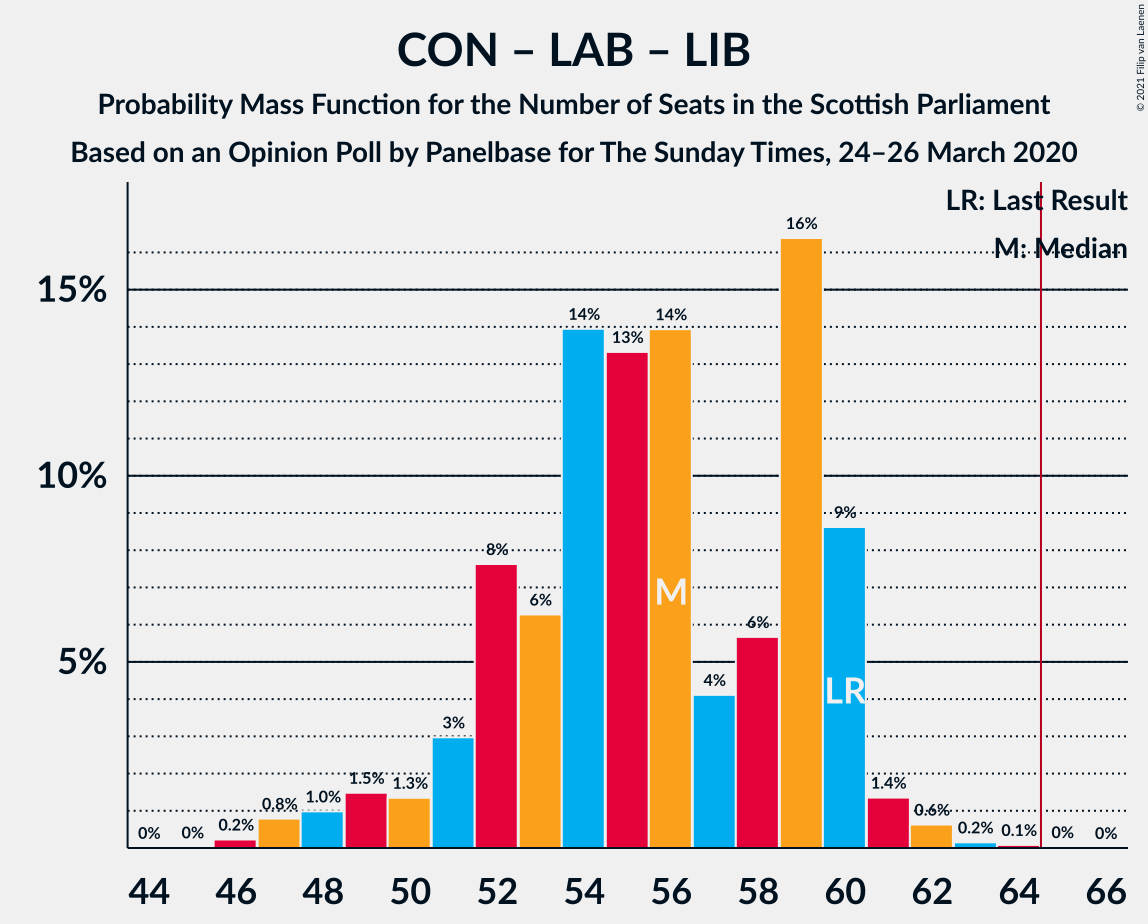 CON – LAB – LIB
Probability Mass Function for the Number of Seats in the Scottish Parliament
Based on an Opinion Poll by Panelbase for The Sunday Times, 24–26 March 2020
© 2021 Filip van Laenen
LR: Last Result
M: Median
15%
10%
5%
0% 0% 0.2% 0.8% 1.0% 1.5% 1.3% 3% 8% 6% 14% 13% 14% 4% 6% 16% 9% 1.4% 0.6% 0.2% 0.1% 0% 0%
M
LR
44 46 48 50 52 54 56 58 60 62 64 66